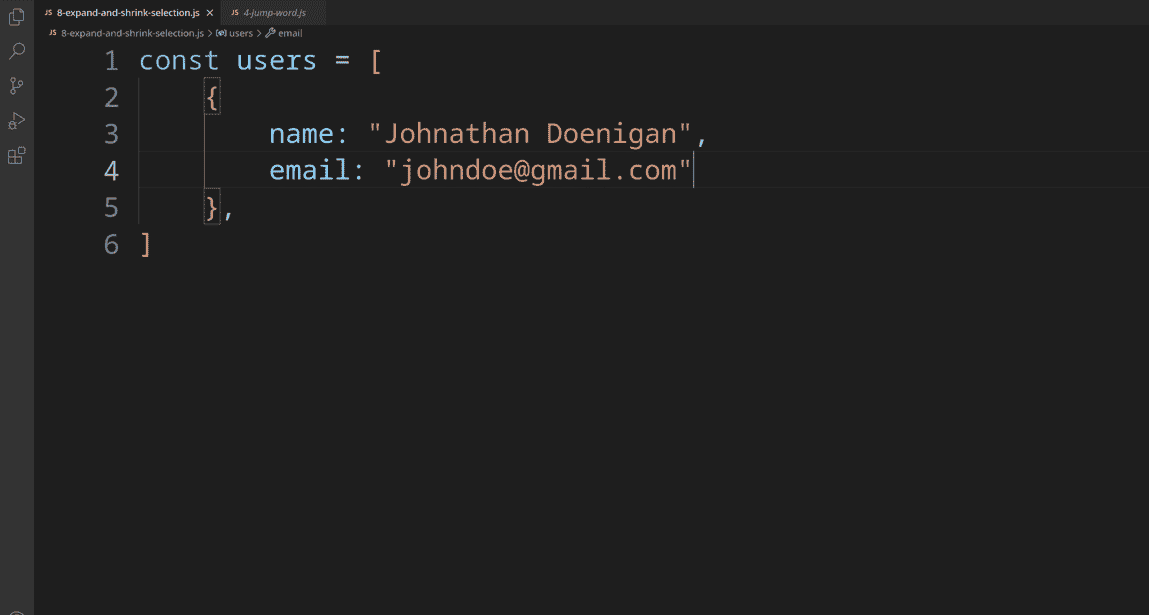 JS 8-expand-and-shrink-selection.js × JS 4-jump-word.js
JS 8-expand-and-shrink-selection.js > users > email
1 const users = [
2     {
3         name: "Johnathan Doenigan",
4         email: "johndoe@gmail.com"
5     },
6 ]